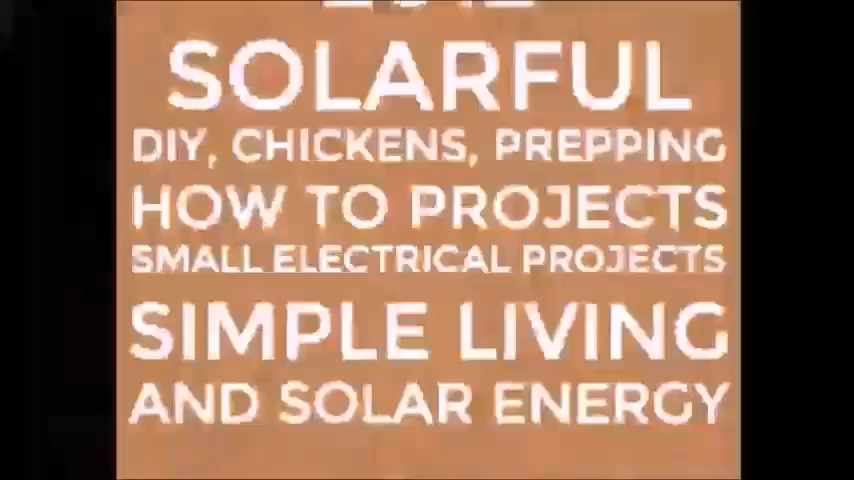 SOLARFUL
DIY, CHICKENS, PREPPING
HOW TO PROJECTS
SMALL ELECTRICAL PROJECTS
SIMPLE LIVING
AND SOLAR ENERGY